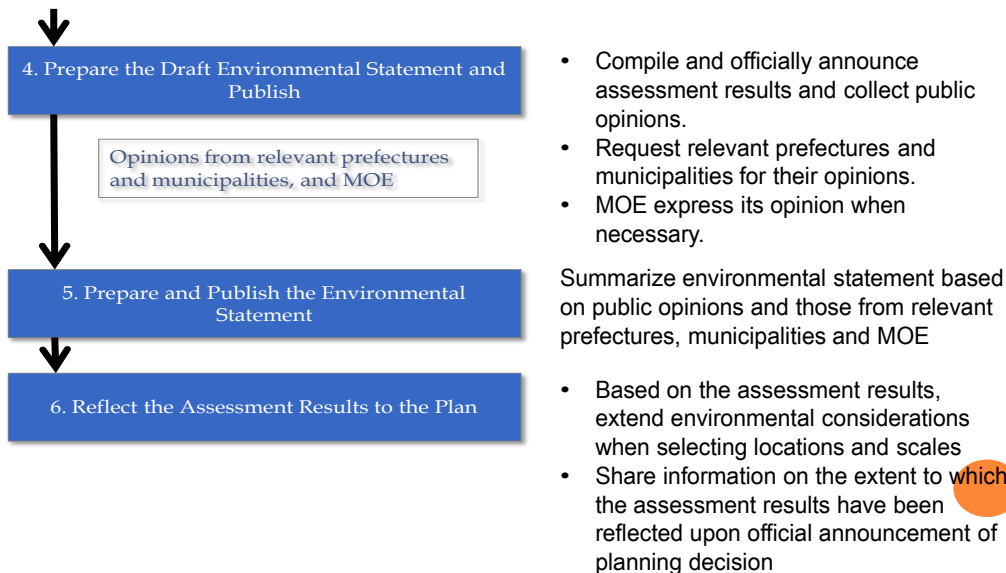 4. Prepare the Draft Environmental Statement and
Publish
• Compile and officially announce
assessment results and collect public
opinions.
• Request relevant prefectures and
municipalities for their opinions.
• MOE express its opinion when
necessary.
Opinions from relevant prefectures
and municipalities, and MOE
5. Prepare and Publish the Environmental
Statement
Summarize environmental statement based
on public opinions and those from relevant
prefectures, municipalities and MOE
6. Reflect the Assessment Results to the Plan
• Based on the assessment results,
extend environmental considerations
when selecting locations and scales
• Share information on the extent to which
the assessment results have been
reflected upon official announcement of
planning decision